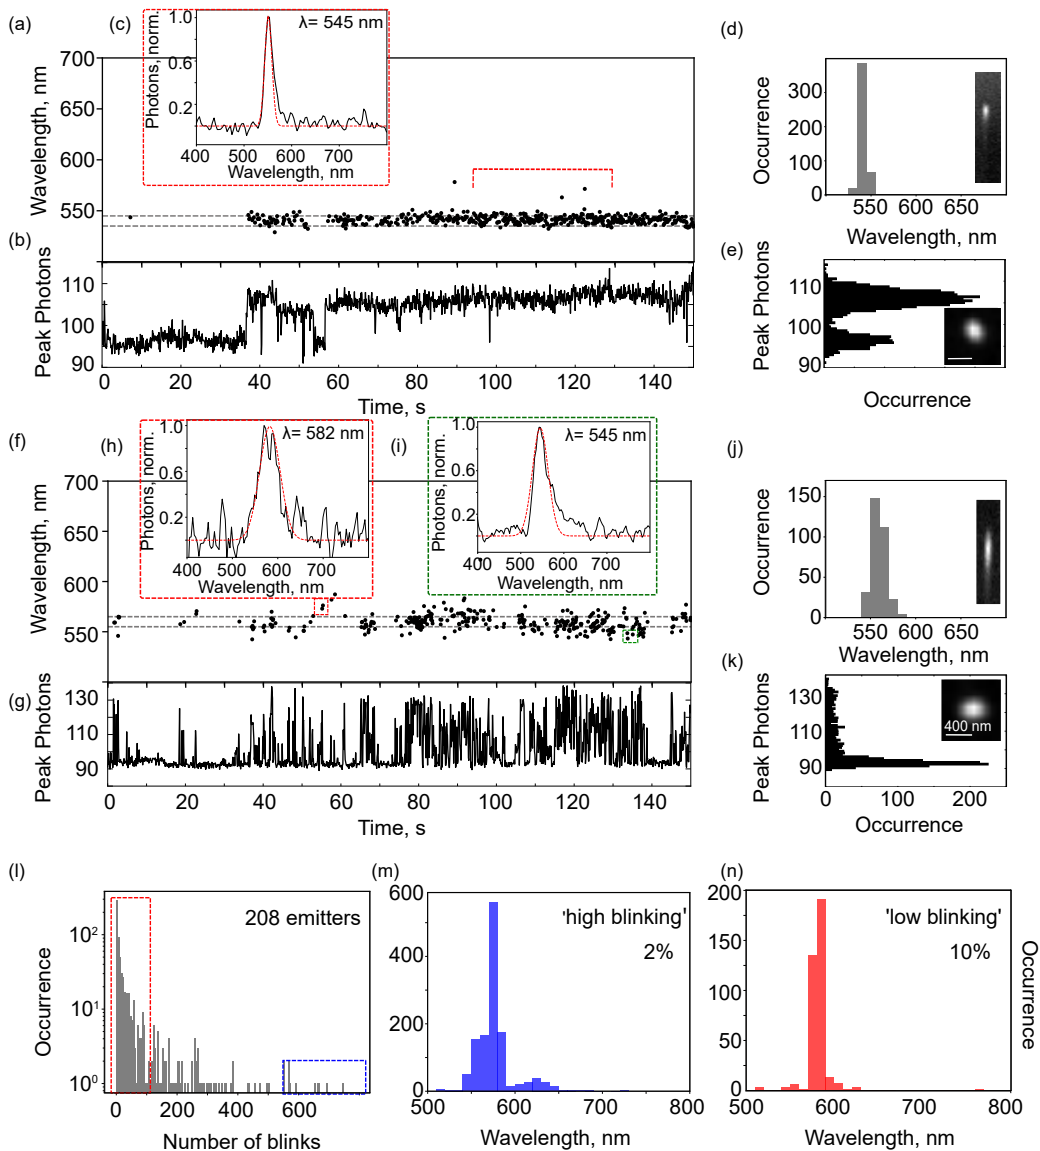 (a)
(c)
Photons, norm.
1.0
0.6
0.2
λ= 545 nm
400 500 600 700
Wavelength, nm
Wavelength, nm
700
650
600
550
(b)
Peak Photons
110
100
90
0 20 40 60 80 100 120 140
Time, s
(d)
Occurrence
300
200
100
0
550 600 650
Wavelength, nm
(e)
Peak Photons
110
100
90
Occurrence
(f)
(h)
Photons, norm.
1.0
0.6
0.2
λ= 582 nm
400 500 600 700
Wavelength, nm
(i)
Photons, norm.
1.0
0.6
0.2
λ= 545 nm
400 500 600 700
Wavelength, nm
Wavelength, nm
700
650
600
550
(g)
Peak Photons
130
110
90
0 20 40 60 80 100 120 140
Time, s
(j)
Occurrence
150
100
50
0
550 600 650
Wavelength, nm
(k)
Peak Photons
130
110
90
400 nm
0 100 200
Occurrence
(l)
Occurrence
10²
10¹
10⁰
208 emitters
0 200 400 600
Number of blinks
(m)
600
400
200
0
'high blinking'
2%
500 600 700 800
Wavelength, nm
(n)
200
150
100
50
0
'low blinking'
10%
500 600 700 800
Wavelength, nm
Occurrence